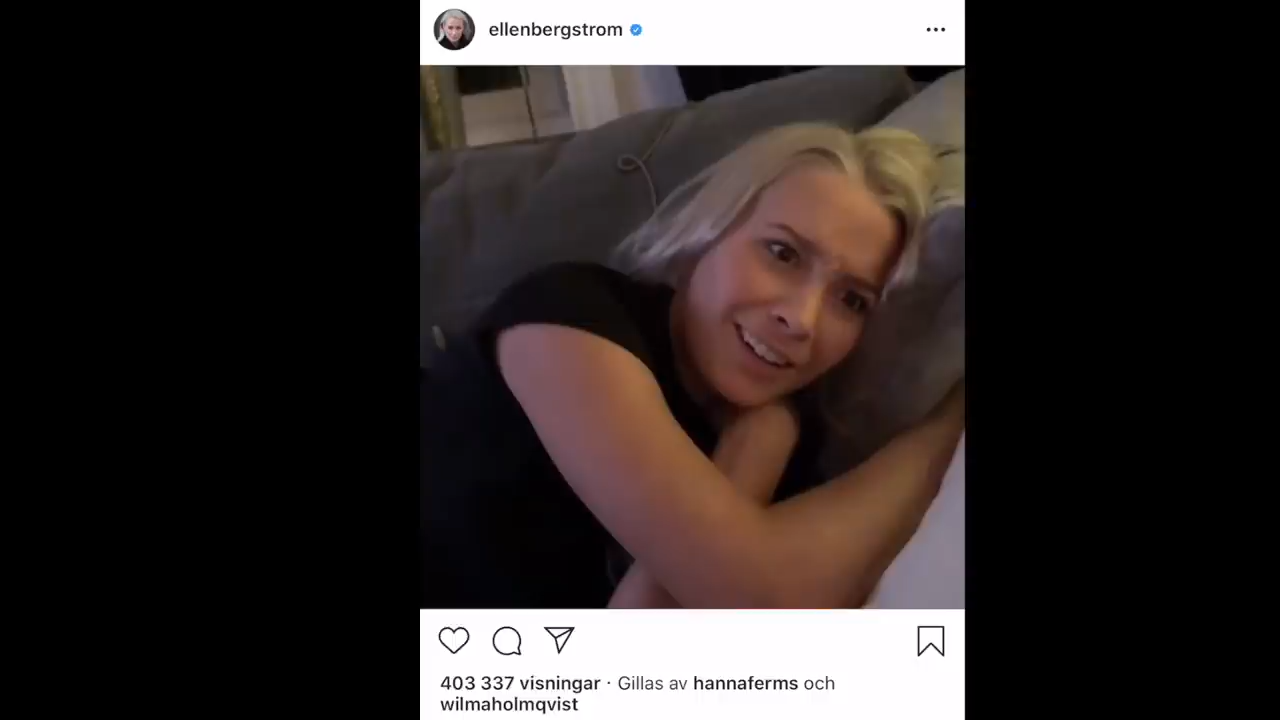 ellenbergstrom
403 337 visningar · Gillas av hannaferms och
wilmaholmqvist